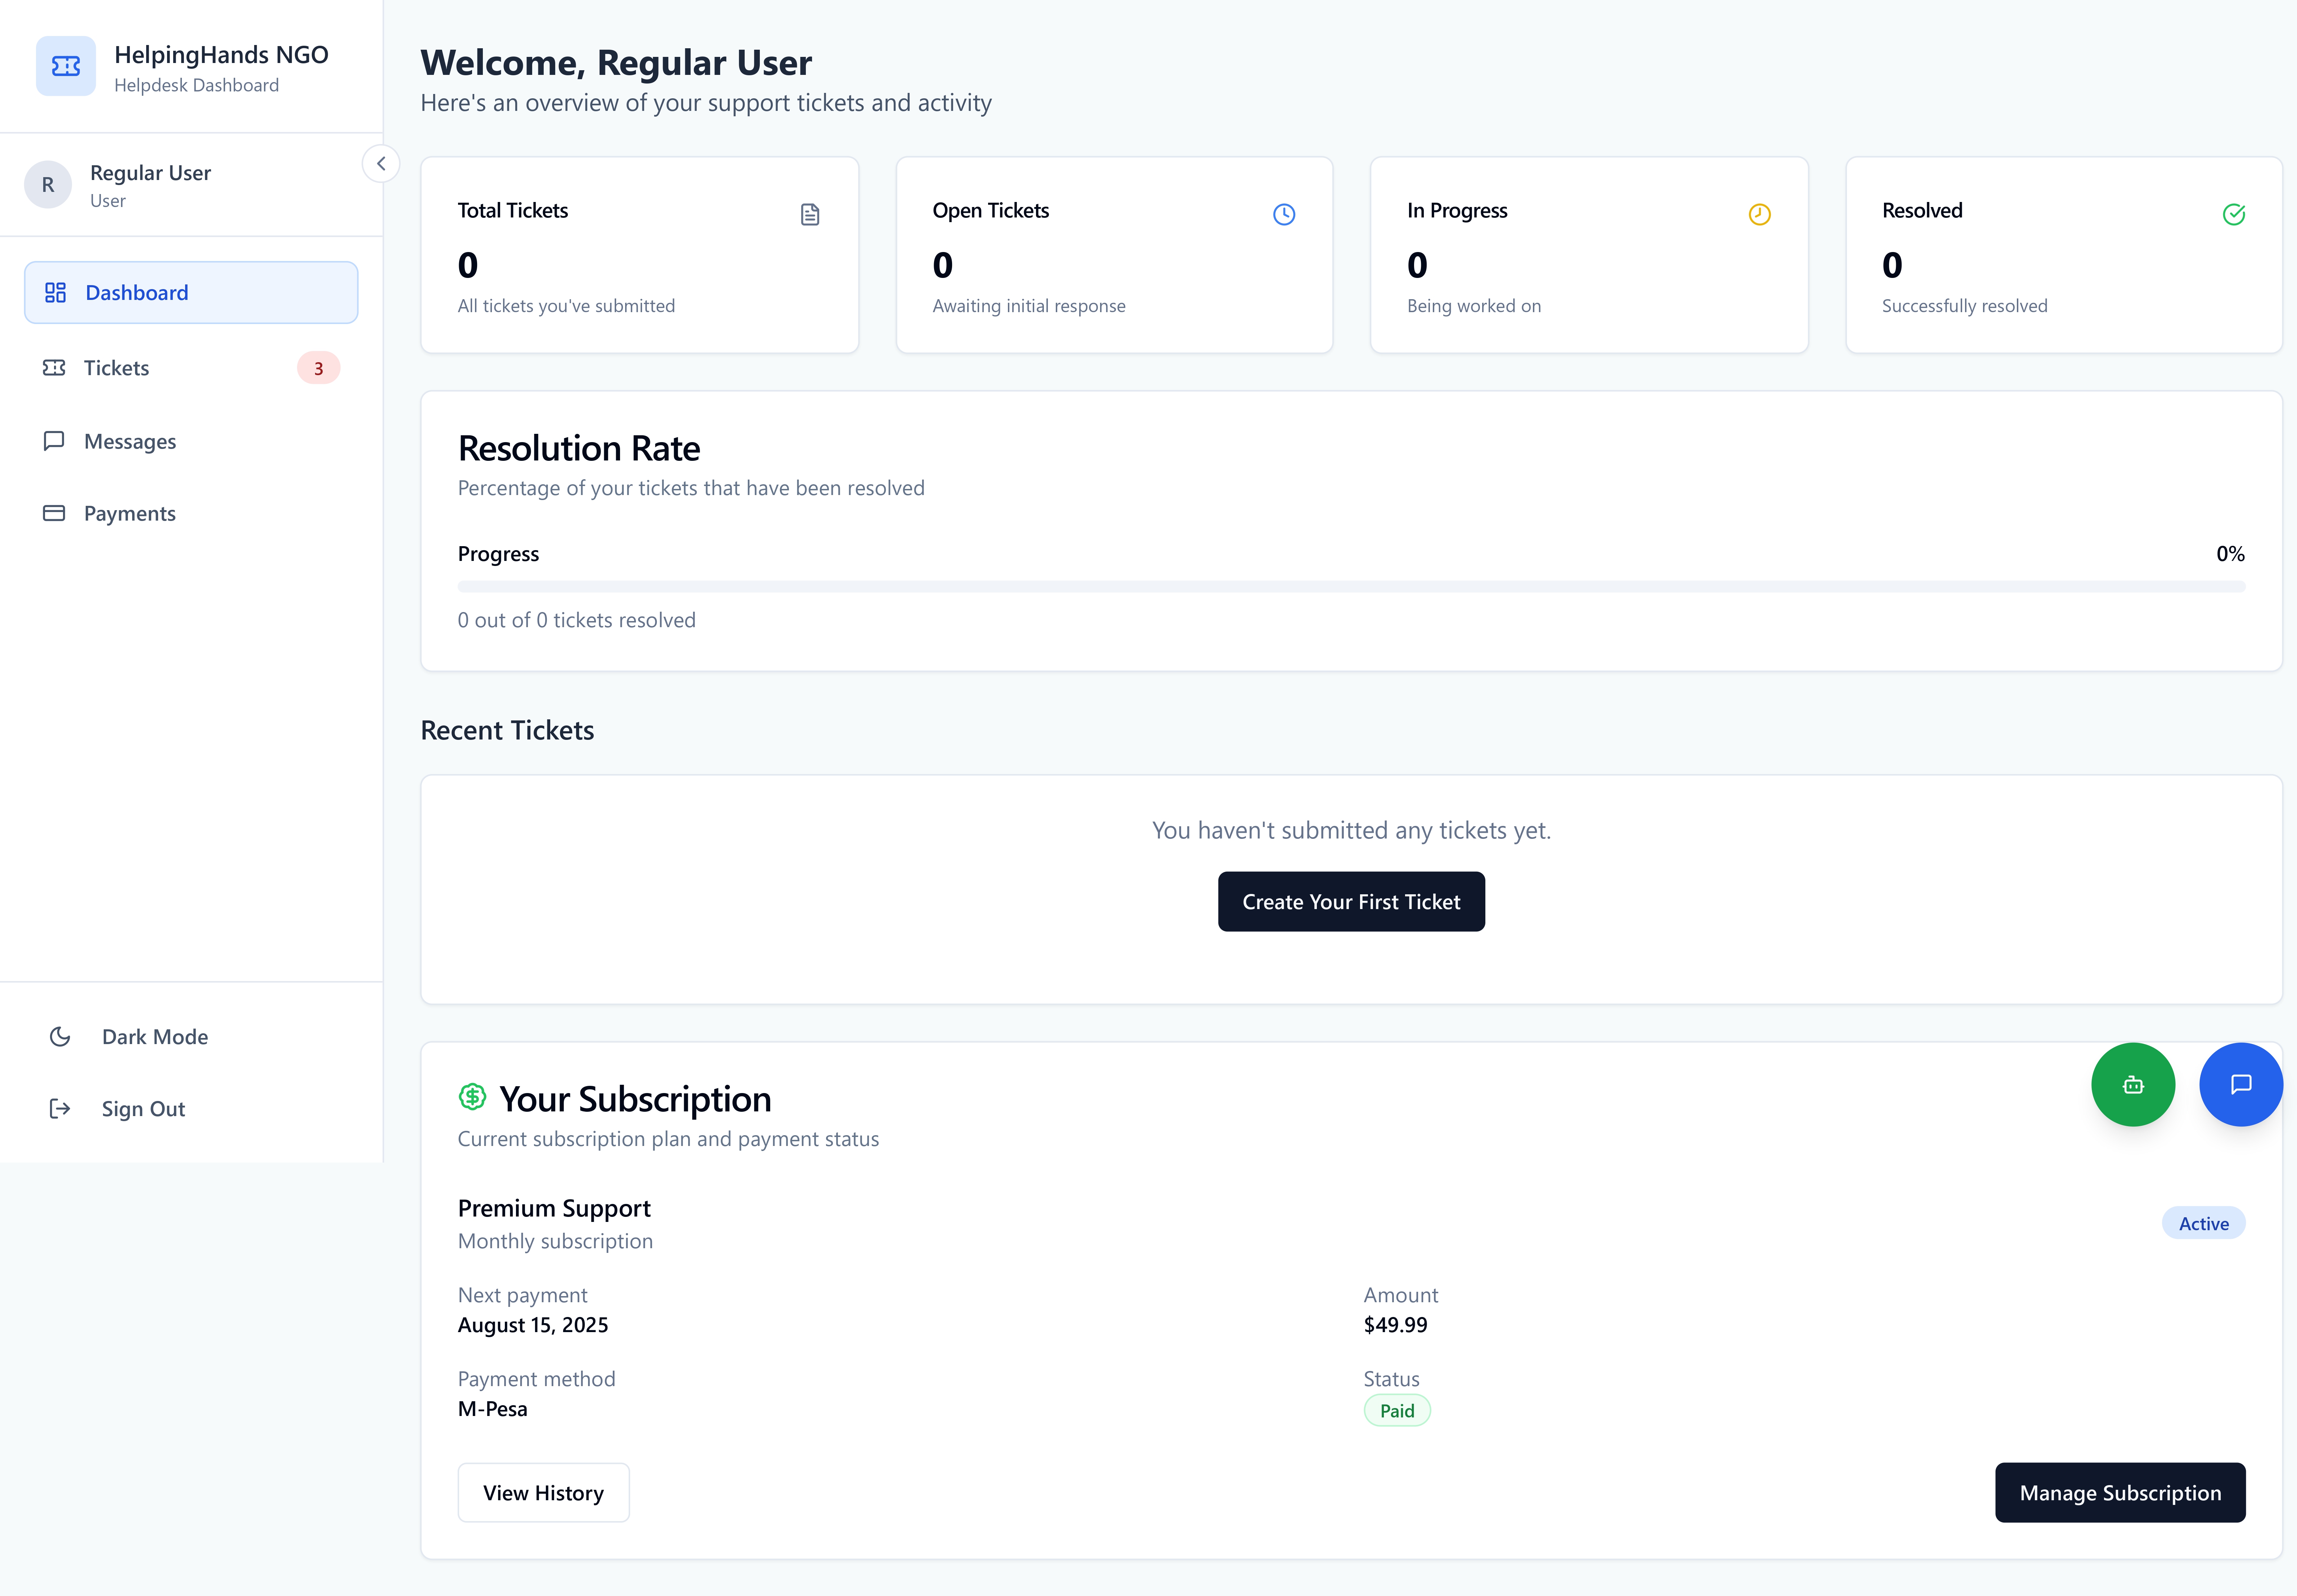 HelpingHands NGO
Helpdesk Dashboard
R
Regular User
User
Dashboard
Tickets
3
Messages
Payments
Dark Mode
Sign Out
Welcome, Regular User
Here's an overview of your support tickets and activity
Total Tickets
0
All tickets you've submitted
Open Tickets
0
Awaiting initial response
In Progress
0
Being worked on
Resolved
0
Successfully resolved
Resolution Rate
Percentage of your tickets that have been resolved
Progress
0%
0 out of 0 tickets resolved
Recent Tickets
You haven't submitted any tickets yet.
Create Your First Ticket
Your Subscription
Current subscription plan and payment status
Premium Support
Monthly subscription
Active
Next payment
August 15, 2025
Amount
$49.99
Payment method
M-Pesa
Status
Paid
View History
Manage Subscription